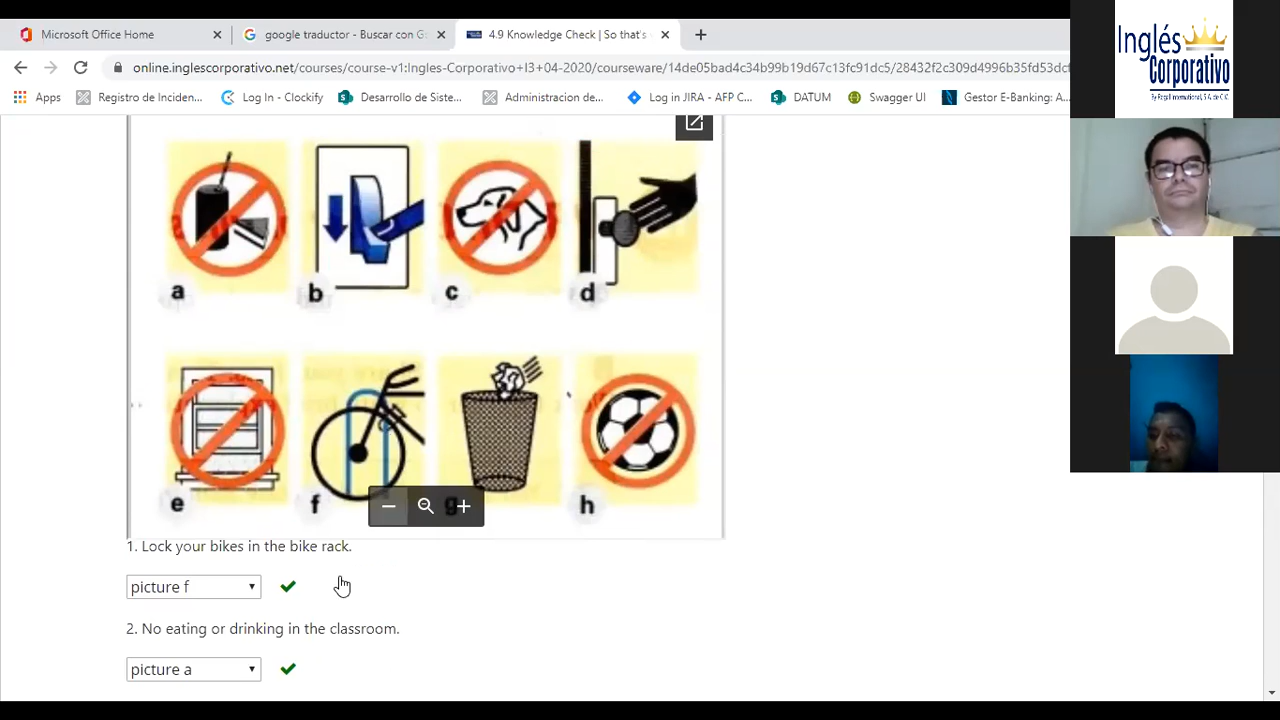 Microsoft Office Home
google traductor - Buscar con G
4.9 Knowledge Check | So that's
online.inglescorporativo.net/courses/course-v1:Ingles-Corporativo+I3+04-2020/courseware/14de05bad4c34b99b19d67c13fc91dc5/28432f2c309d4996b35fd53dcf
Apps
Registro de Inciden...
Log In - Clockify
Desarrollo de Siste...
Administracion de...
Log in JIRA - AFP C...
DATUM
Swagger UI
Gestor E-Banking: A...
Inglés
Corporativo
a
b
c
d
e
f
g
h
1. Lock your bikes in the bike rack.
picture f
2. No eating or drinking in the classroom.
picture a